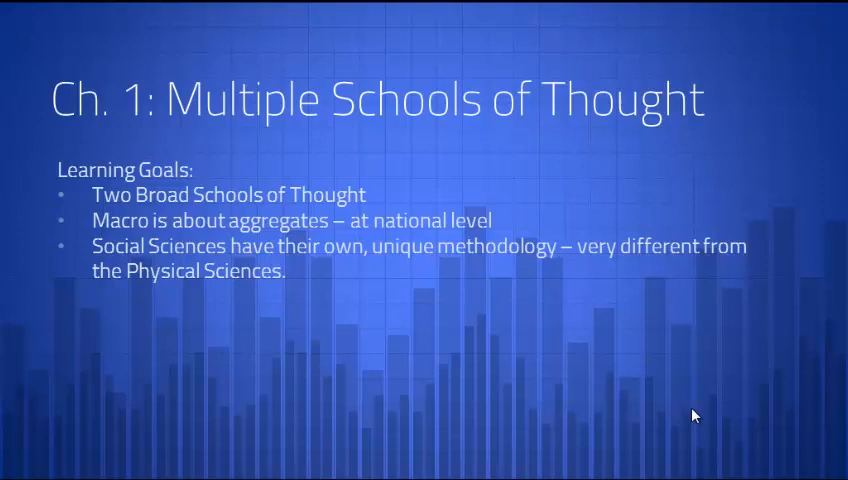 Ch. 1: Multiple Schools of Thought
Learning Goals:
• Two Broad Schools of Thought
• Macro is about aggregates – at national level
• Social Sciences have their own, unique methodology – very different from
the Physical Sciences.